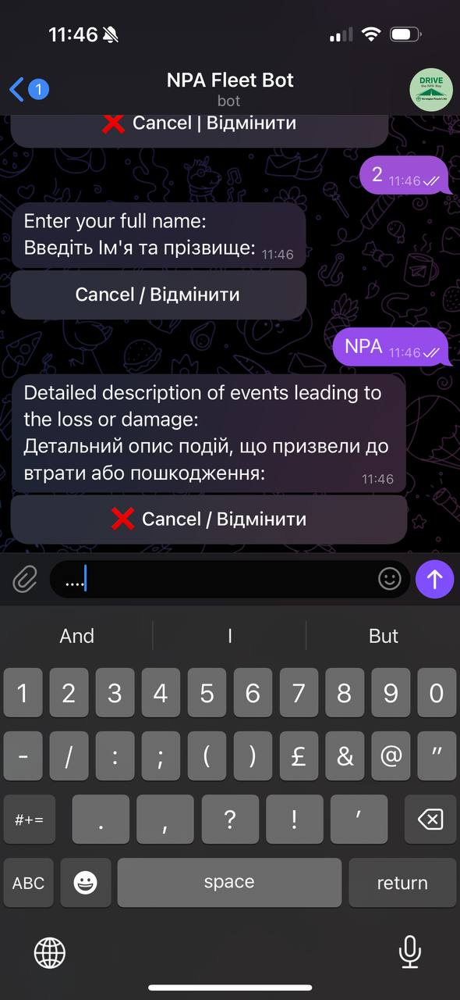 11:46
1
NPA Fleet Bot
bot
DRIVE
the NPA Way
❌ Cancel | Відмінити
2 11:46
Enter your full name:
Введіть Ім'я та прізвище: 11:46
Cancel / Відмінити
NPA 11:46
Detailed description of events leading to
the loss or damage:
Детальний опис подій, що призвели до
втрати або пошкодження: 11:46
❌ Cancel / Відмінити
....
And I But
1 2 3 4 5 6 7 8 9 0
- / : ; ( ) £ & @ "
#+= . , ? ! '
ABC space return